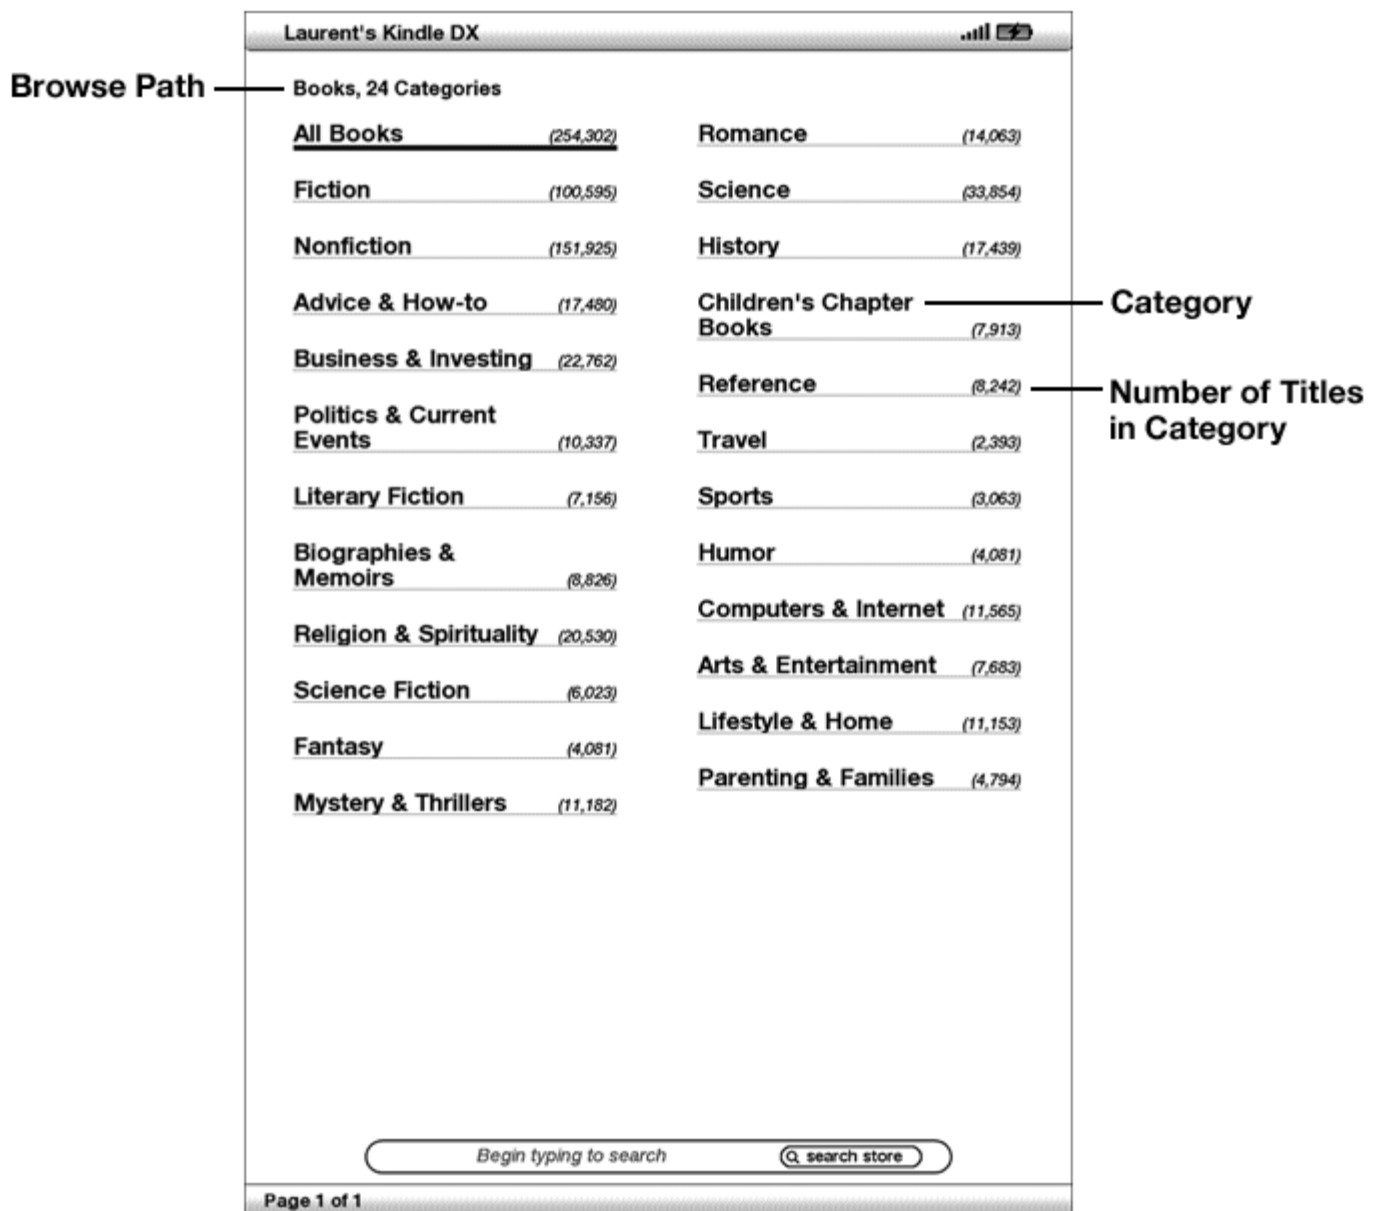 Laurent's Kindle DX
Browse Path
Books, 24 Categories
All Books (254,302)
Fiction (100,595)
Nonfiction (151,925)
Advice & How-to (17,480)
Business & Investing (22,762)
Politics & Current
Events (10,337)
Literary Fiction (7,156)
Biographies &
Memoirs (8,826)
Religion & Spirituality (20,530)
Science Fiction (6,023)
Fantasy (4,081)
Mystery & Thrillers (11,182)
Romance (14,063)
Science (33,854)
History (17,439)
Children's Chapter
Books (7,913)
Reference (8,242)
Travel (2,393)
Sports (3,063)
Humor (4,081)
Computers & Internet (11,565)
Arts & Entertainment (7,683)
Lifestyle & Home (11,153)
Parenting & Families (4,794)
Category
Number of Titles
in Category
Begin typing to search
search store
Page 1 of 1